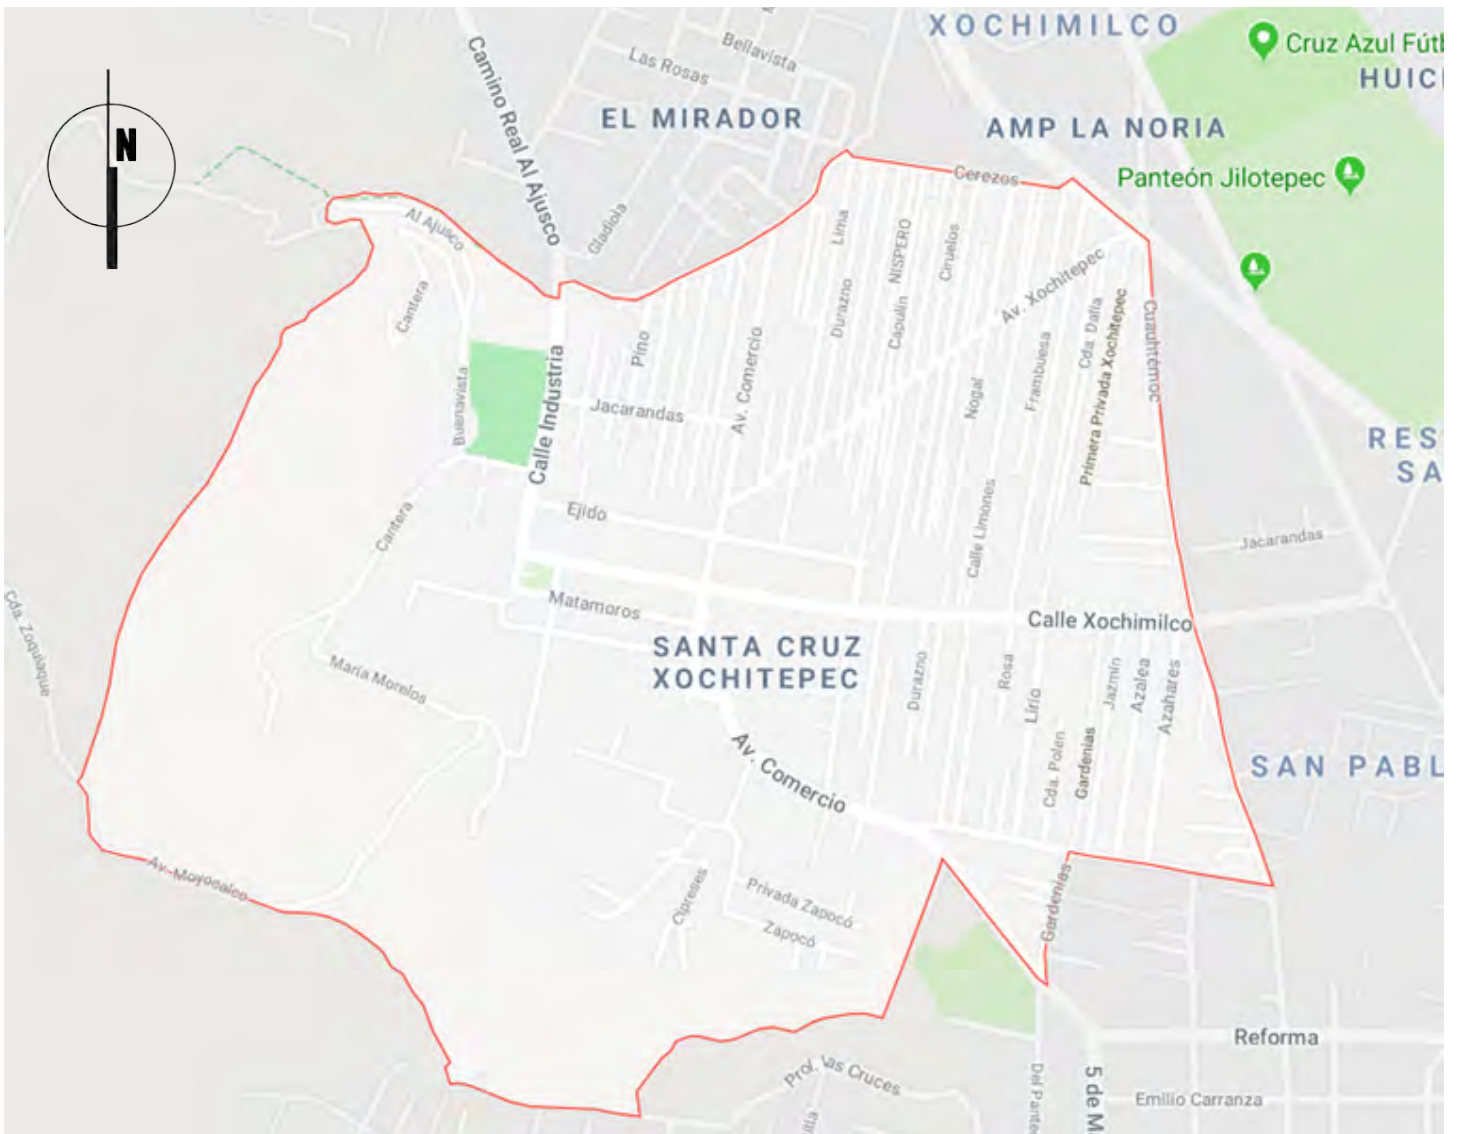 XOCHIMILCO
Bellavista
Las Rosas
Cruz Azul Fút
HUIC
Camino Real Al Ajusco
EL MIRADOR
AMP LA NORIA
N
Panteón Jilotepec
Cerezos
Al Ajusco
Gladiola
Lima
NISPERO
Ciruelos
Av. Xochitepec
Cantera
Durazno
Capulín
Cda. Dalia
Primera Privada Xochitepec
Cuauhtémoc
Pino
Av. Comercio
Frambuesa
Nogal
Calle Industria
Buenavista
Jacarandas
RES
SA
Ejido
Cantera
Calle Limones
Jacarandas
Matamoros
Calle Xochimilco
Cda. Zoquiaque
SANTA CRUZ
XOCHITEPEC
María Morelos
Durazno
Rosa
Lirio
Jazmín
Azalea
Azahares
Cda. Polen
Gardenias
SAN PABL
Av. Comercio
Av. Moyocalco
Cipreses
Privada Zapocó
Zapocó
Gardenias
Reforma
Prol. Las Cruces
Del Pante
5 de M
Emilio Carranza